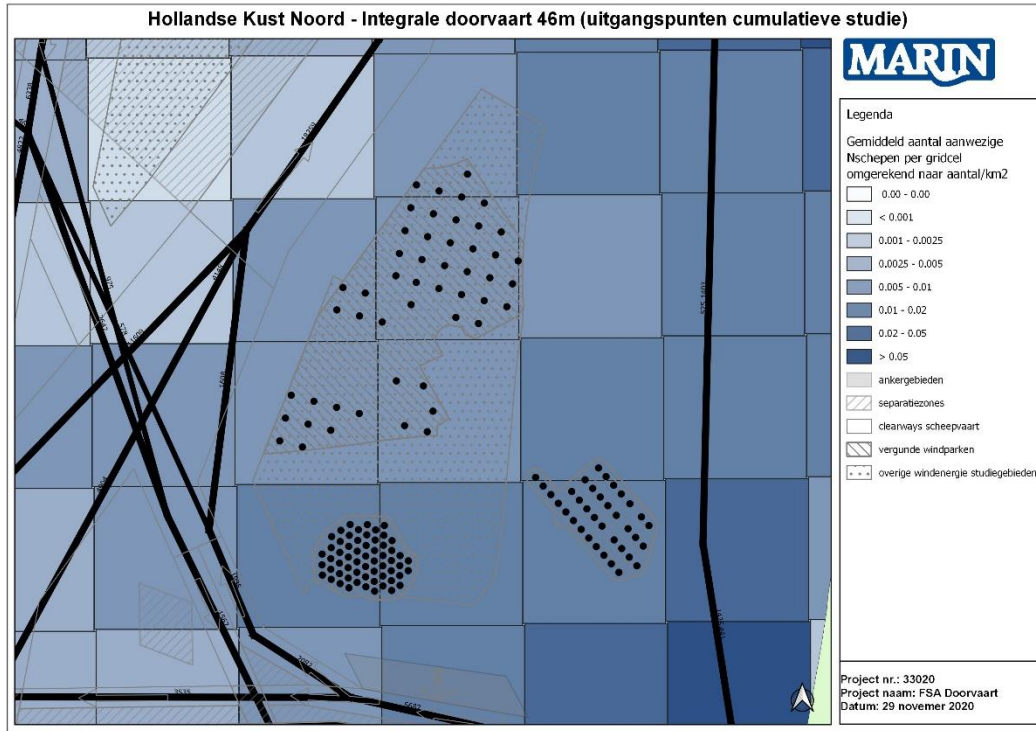 Hollandse Kust Noord - Integrale doorvaart 46m (uitgangspunten cumulatieve studie)
MARIN
Legenda
Gemiddeld aantal aanwezige
Nschepen per gridcel
omgerekend naar aantal/km2
0.00 - 0.00
< 0.001
0.001 - 0.0025
0.0025 - 0.005
0.005 - 0.01
0.01 - 0.02
0.02 - 0.05
> 0.05
ankergebieden
separatiezones
clearways scheepvaart
vergunde windparken
overige windenergie studiegebieden
Project nr.: 33020
Project naam: FSA Doorvaart
Datum: 29 novemer 2020
3535